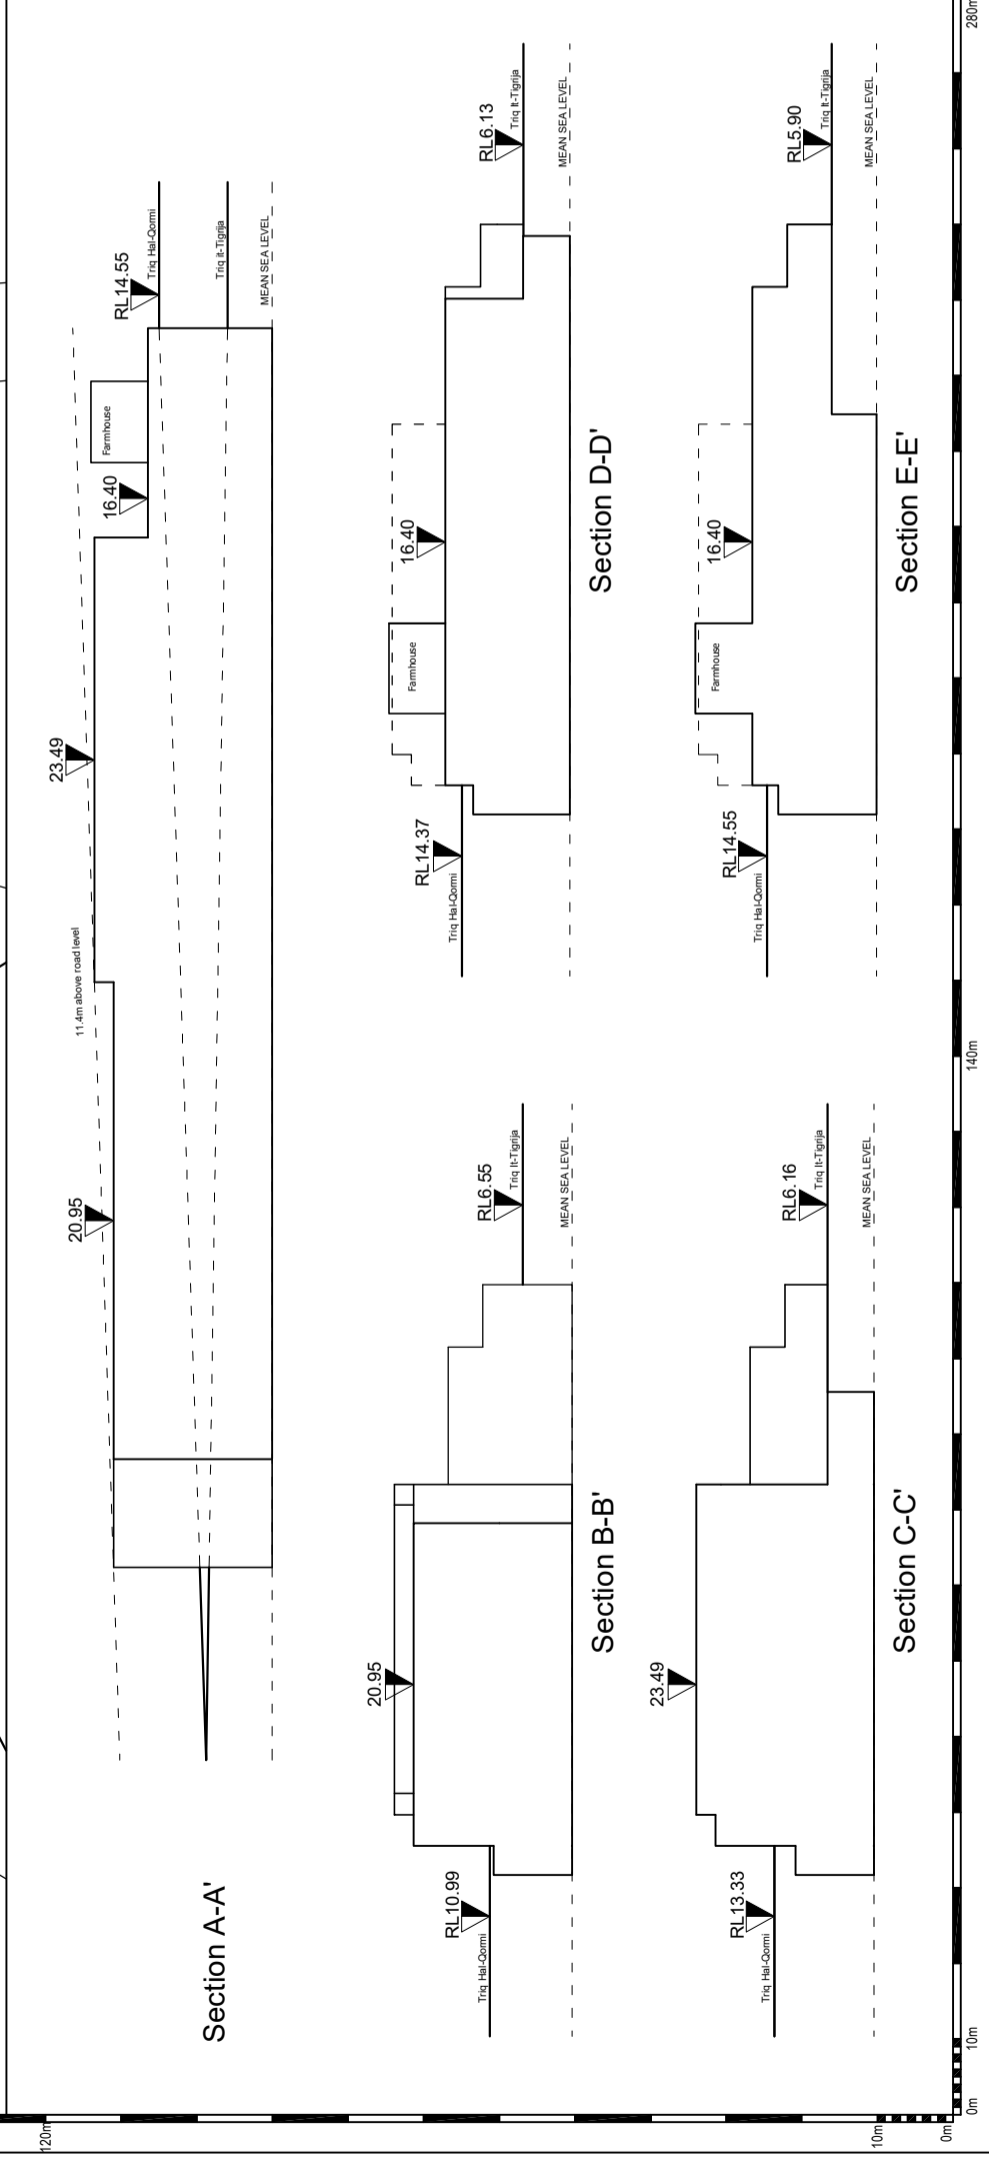 11.4m above road level
20.95
23.49
16.40
Farmhouse
RL14.55
Triq Hal-Qormi
Triq it-Tigrija
MEAN SEA LEVEL
Section A-A'
RL10.99
Triq Hal-Qormi
20.95
RL6.55
Triq It-Tigrija
MEAN SEA LEVEL
Section B-B'
RL14.37
Triq Hal-Qormi
Farmhouse
16.40
RL6.13
Triq It-Tigrija
MEAN SEA LEVEL
Section D-D'
RL13.33
Triq Hal-Qormi
23.49
RL6.16
Triq It-Tigrija
MEAN SEA LEVEL
Section C-C'
RL14.55
Triq Hal-Qormi
Farmhouse
16.40
RL5.90
Triq It-Tigrija
MEAN SEA LEVEL
Section E-E'
120m
10m
0m
0m
10m
140m
280m